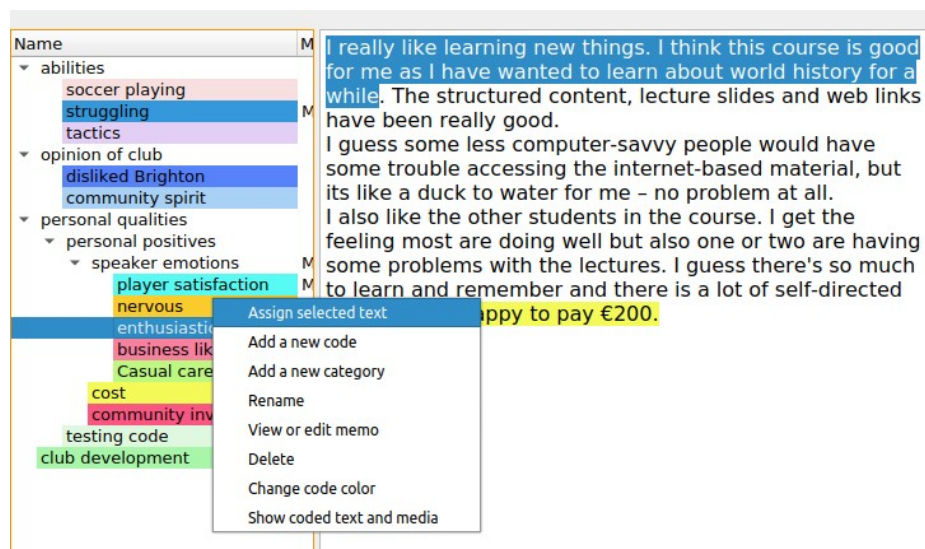 Name M
abilities
soccer playing
struggling M
tactics
opinion of club
disliked Brighton
community spirit
personal qualities
personal positives
speaker emotions M
player satisfaction M
nervous
enthusiastic
business lik
Casual care
cost
community inv
testing code
club development
Assign selected text
Add a new code
Add a new category
Rename
View or edit memo
Delete
Change code color
Show coded text and media
I really like learning new things. I think this course is good
for me as I have wanted to learn about world history for a
while. The structured content, lecture slides and web links
have been really good.
I guess some less computer-savvy people would have
some trouble accessing the internet-based material, but
its like a duck to water for me – no problem at all.
I also like the other students in the course. I get the
feeling most are doing well but also one or two are having
some problems with the lectures. I guess there's so much
to learn and remember and there is a lot of self-directed
appy to pay €200.